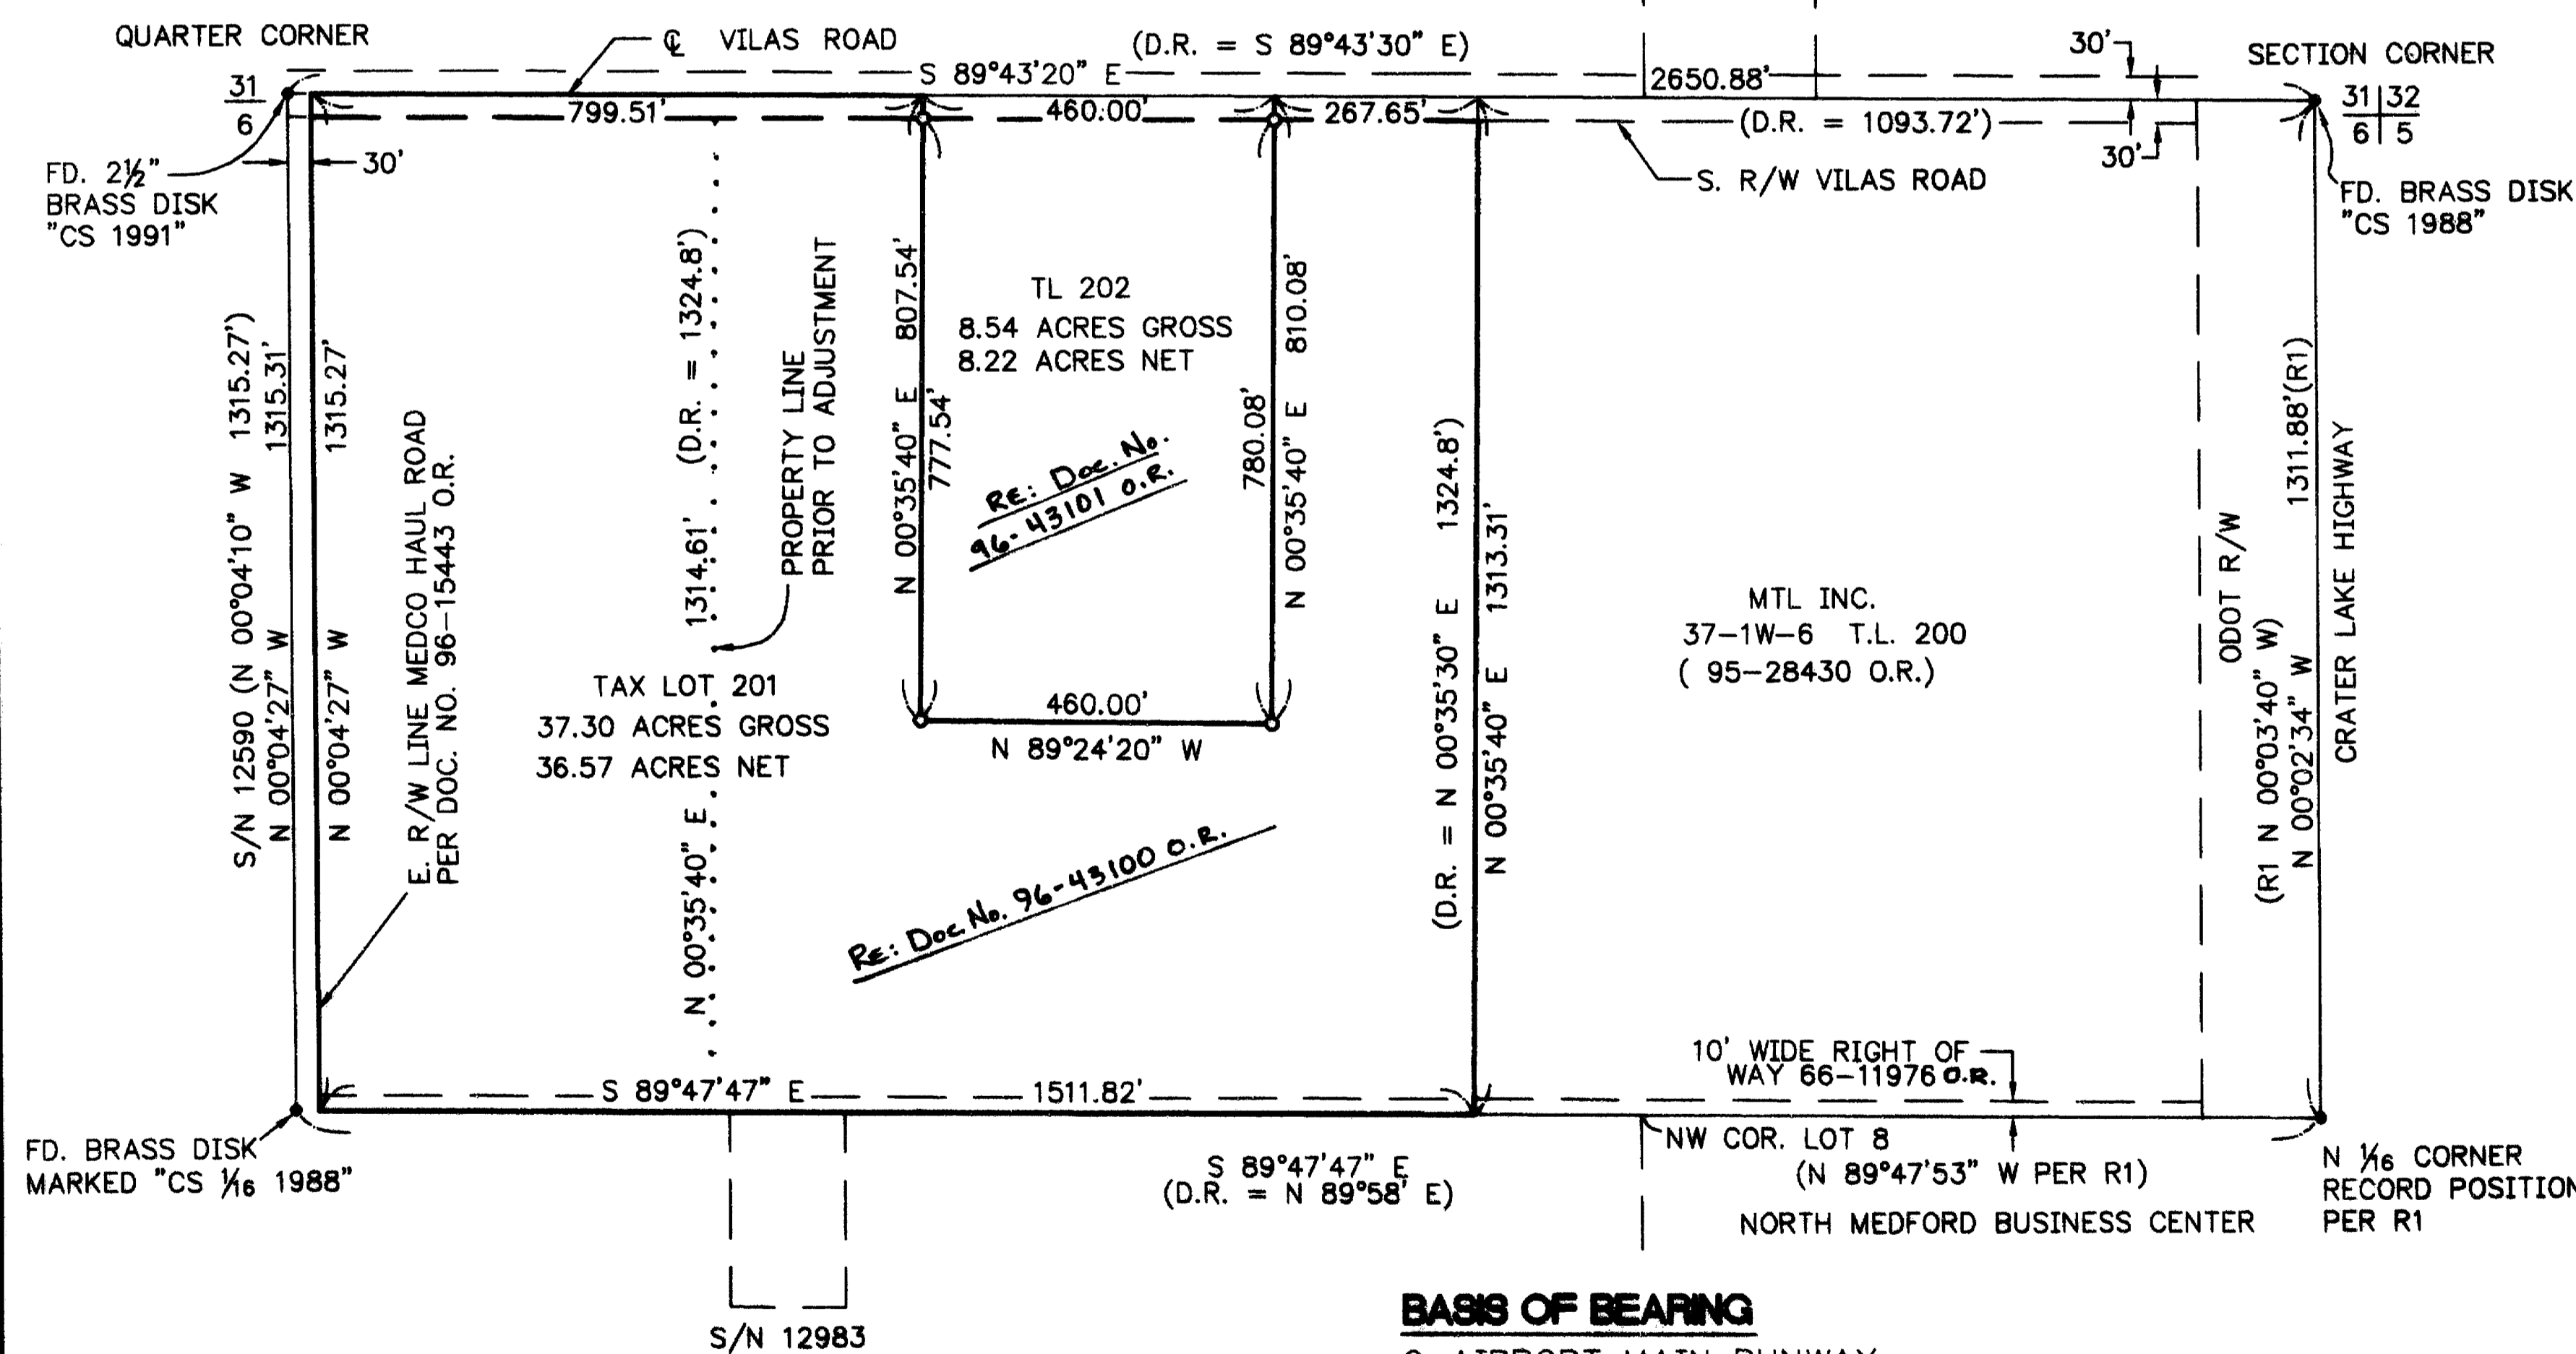 QUARTER CORNER
℄ VILAS ROAD
(D.R. = S 89°43'30" E)
30'
SECTION CORNER
S 89°43'20" E
2650.88'
31
6
799.51'
460.00'
267.65'
(D.R. = 1093.72')
31 | 32
6 | 5
30'
30'
S. R/W VILAS ROAD
FD. 2½"
BRASS DISK
"CS 1991"
FD. BRASS DISK
"CS 1988"
S/N 12590 (N 00°04'10" W 1315.27')
N 00°04'27" W 1315.31'
N 00°04'27" W 1315.27'
E. R/W LINE MEDCO HAUL ROAD
PER DOC. NO. 96-15443 O.R.
N 00°35'40" E 1314.61' (D.R. = 1324.8')
PROPERTY LINE
PRIOR TO ADJUSTMENT
N 00°35'40" E 807.54'
777.54'
TL 202
8.54 ACRES GROSS
8.22 ACRES NET
RE: Doc. No.
96-43101 O.R.
780.08'
N 00°35'40" E 810.08'
460.00'
N 89°24'20" W
TAX LOT 201
37.30 ACRES GROSS
36.57 ACRES NET
RE: Doc. No. 96-43100 O.R.
(D.R. = N 00°35'30" E 1324.8')
N 00°35'40" E 1313.31'
MTL INC.
37-1W-6 T.L. 200
( 95-28430 O.R.)
ODOT R/W
(R1 N 00°03'40" W)
N 00°02'34" W 1311.88'(R1)
CRATER LAKE HIGHWAY
10' WIDE RIGHT OF
WAY 66-11976 O.R.
S 89°47'47" E
1511.82'
FD. BRASS DISK
MARKED "CS 1/16 1988"
S 89°47'47" E
(D.R. = N 89°58' E)
NW COR. LOT 8
(N 89°47'53" W PER R1)
NORTH MEDFORD BUSINESS CENTER
N 1/16 CORNER
RECORD POSITION
PER R1
S/N 12983
BASIS OF BEARING
AIRPORT MAIN RUNWAY